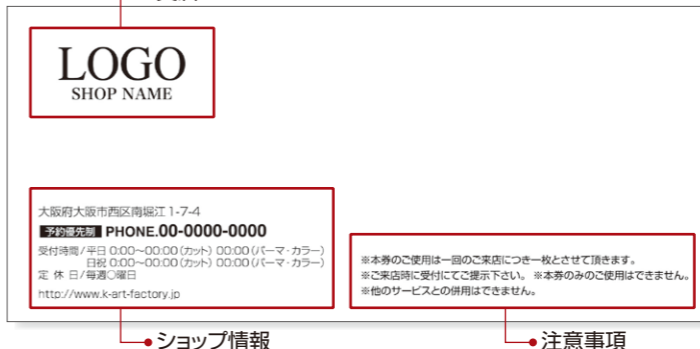 LOGO
SHOP NAME
大阪府大阪市西区南堀江 1-7-4
予約優先制 PHONE.00-0000-0000
受付時間/平日 0:00〜00:00(カット) 00:00(パーマ・カラー)
日祝 0:00〜00:00(カット) 00:00(パーマ・カラー)
定 休 日/毎週○曜日
http://www.k-art-factory.jp
※本券のご使用は一回のご来店につき一枚とさせて頂きます。
※ご来店時に受付にてご提示下さい。 ※本券のみのご使用はできません。
※他のサービスとの併用はできません。
ショップ情報
注意事項